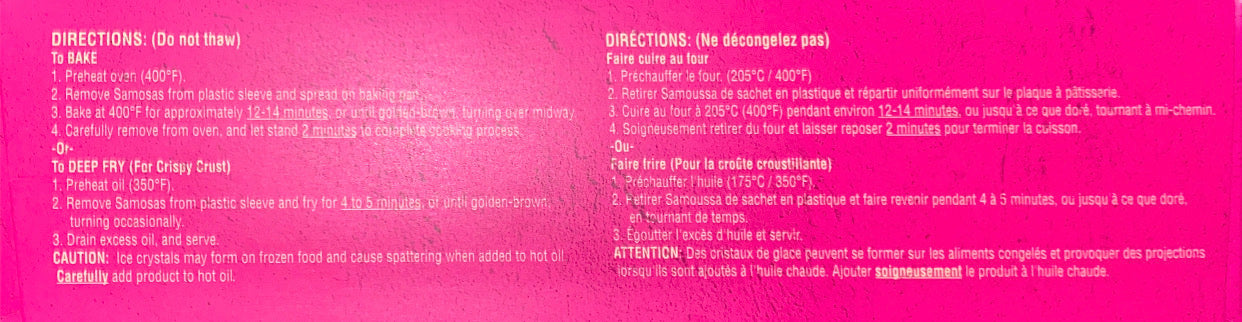 DIRECTIONS: (Do not thaw)
To BAKE
1. Preheat oven (400°F).
2. Remove Samosas from plastic sleeve and spread on baking pan.
3. Bake at 400°F for approximately 12-14 minutes, or until golden-brown, turning over midway.
4. Carefully remove from oven, and let stand 2 minutes to complete cooking process.
-Or-
To DEEP FRY (For Crispy Crust)
1. Preheat oil (350°F).
2. Remove Samosas from plastic sleeve and fry for 4 to 5 minutes, or until golden-brown,
turning occasionally.
3. Drain excess oil, and serve.
CAUTION: Ice crystals may form on frozen food and cause spattering when added to hot oil.
Carefully add product to hot oil.
DIRÉCTIONS: (Ne décongelez pas)
Faire cuire au four
1. Préchauffer le four. (205°C / 400°F)
2. Retirer Samoussa de sachet en plastique et répartir uniformément sur le plaque à pâtisserie.
3. Cuire au four à 205°C (400°F) pendant environ 12-14 minutes, ou jusqu'à ce que doré, tournant à mi-chemin.
4. Soigneusement retirer du four et laisser reposer 2 minutes pour terminer la cuisson.
-Ou-
Faire frire (Pour la croûte croustillante)
1. Préchauffer l'huile (175°C / 350°F).
2. Retirer Samoussa de sachet en plastique et faire revenir pendant 4 à 5 minutes, ou jusqu'à ce que doré,
en tournant de temps.
3. Égoutter l'excès d'huile et servir.
ATTENTION: Des cristaux de glace peuvent se former sur les aliments congelés et provoquer des projections
lorsqu'ils sont ajoutés à l'huile chaude. Ajouter soigneusement le produit à l'huile chaude.